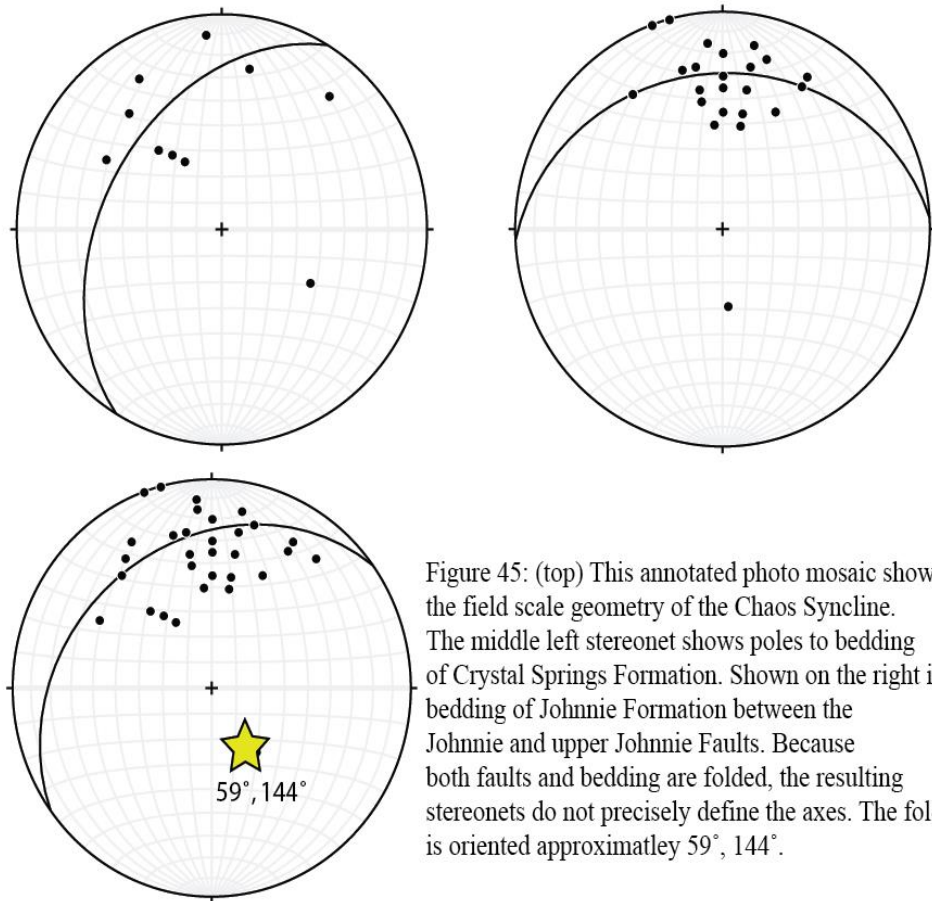 59˚, 144˚
Figure 45: (top) This annotated photo mosaic show
the field scale geometry of the Chaos Syncline.
The middle left stereonet shows poles to bedding
of Crystal Springs Formation. Shown on the right i
bedding of Johnnie Formation between the
Johnnie and upper Johnnie Faults. Because
both faults and bedding are folded, the resulting
stereonets do not precisely define the axes. The fol
is oriented approximatley 59˚, 144˚.